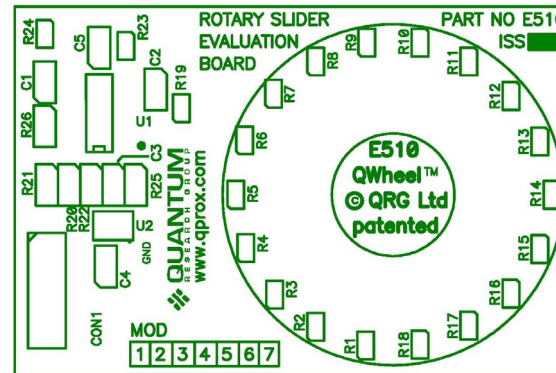 ROTARY SLIDER
EVALUATION
BOARD
PART NO E510
ISS
R24
C5
R23
C1
C2
R19
R26
U1
C3
R21
R20
R22
R25
U2
GND
C4
CON1
QUANTUM
RESEARCH GROUP
www.qprox.com
MOD
1 2 3 4 5 6 7
R9
R10
R8
R11
R7
R12
R6
R13
R5
R14
R4
R15
R3
R16
R2
R17
R1
R18
E510
QWheel™
© QRG Ltd
patented